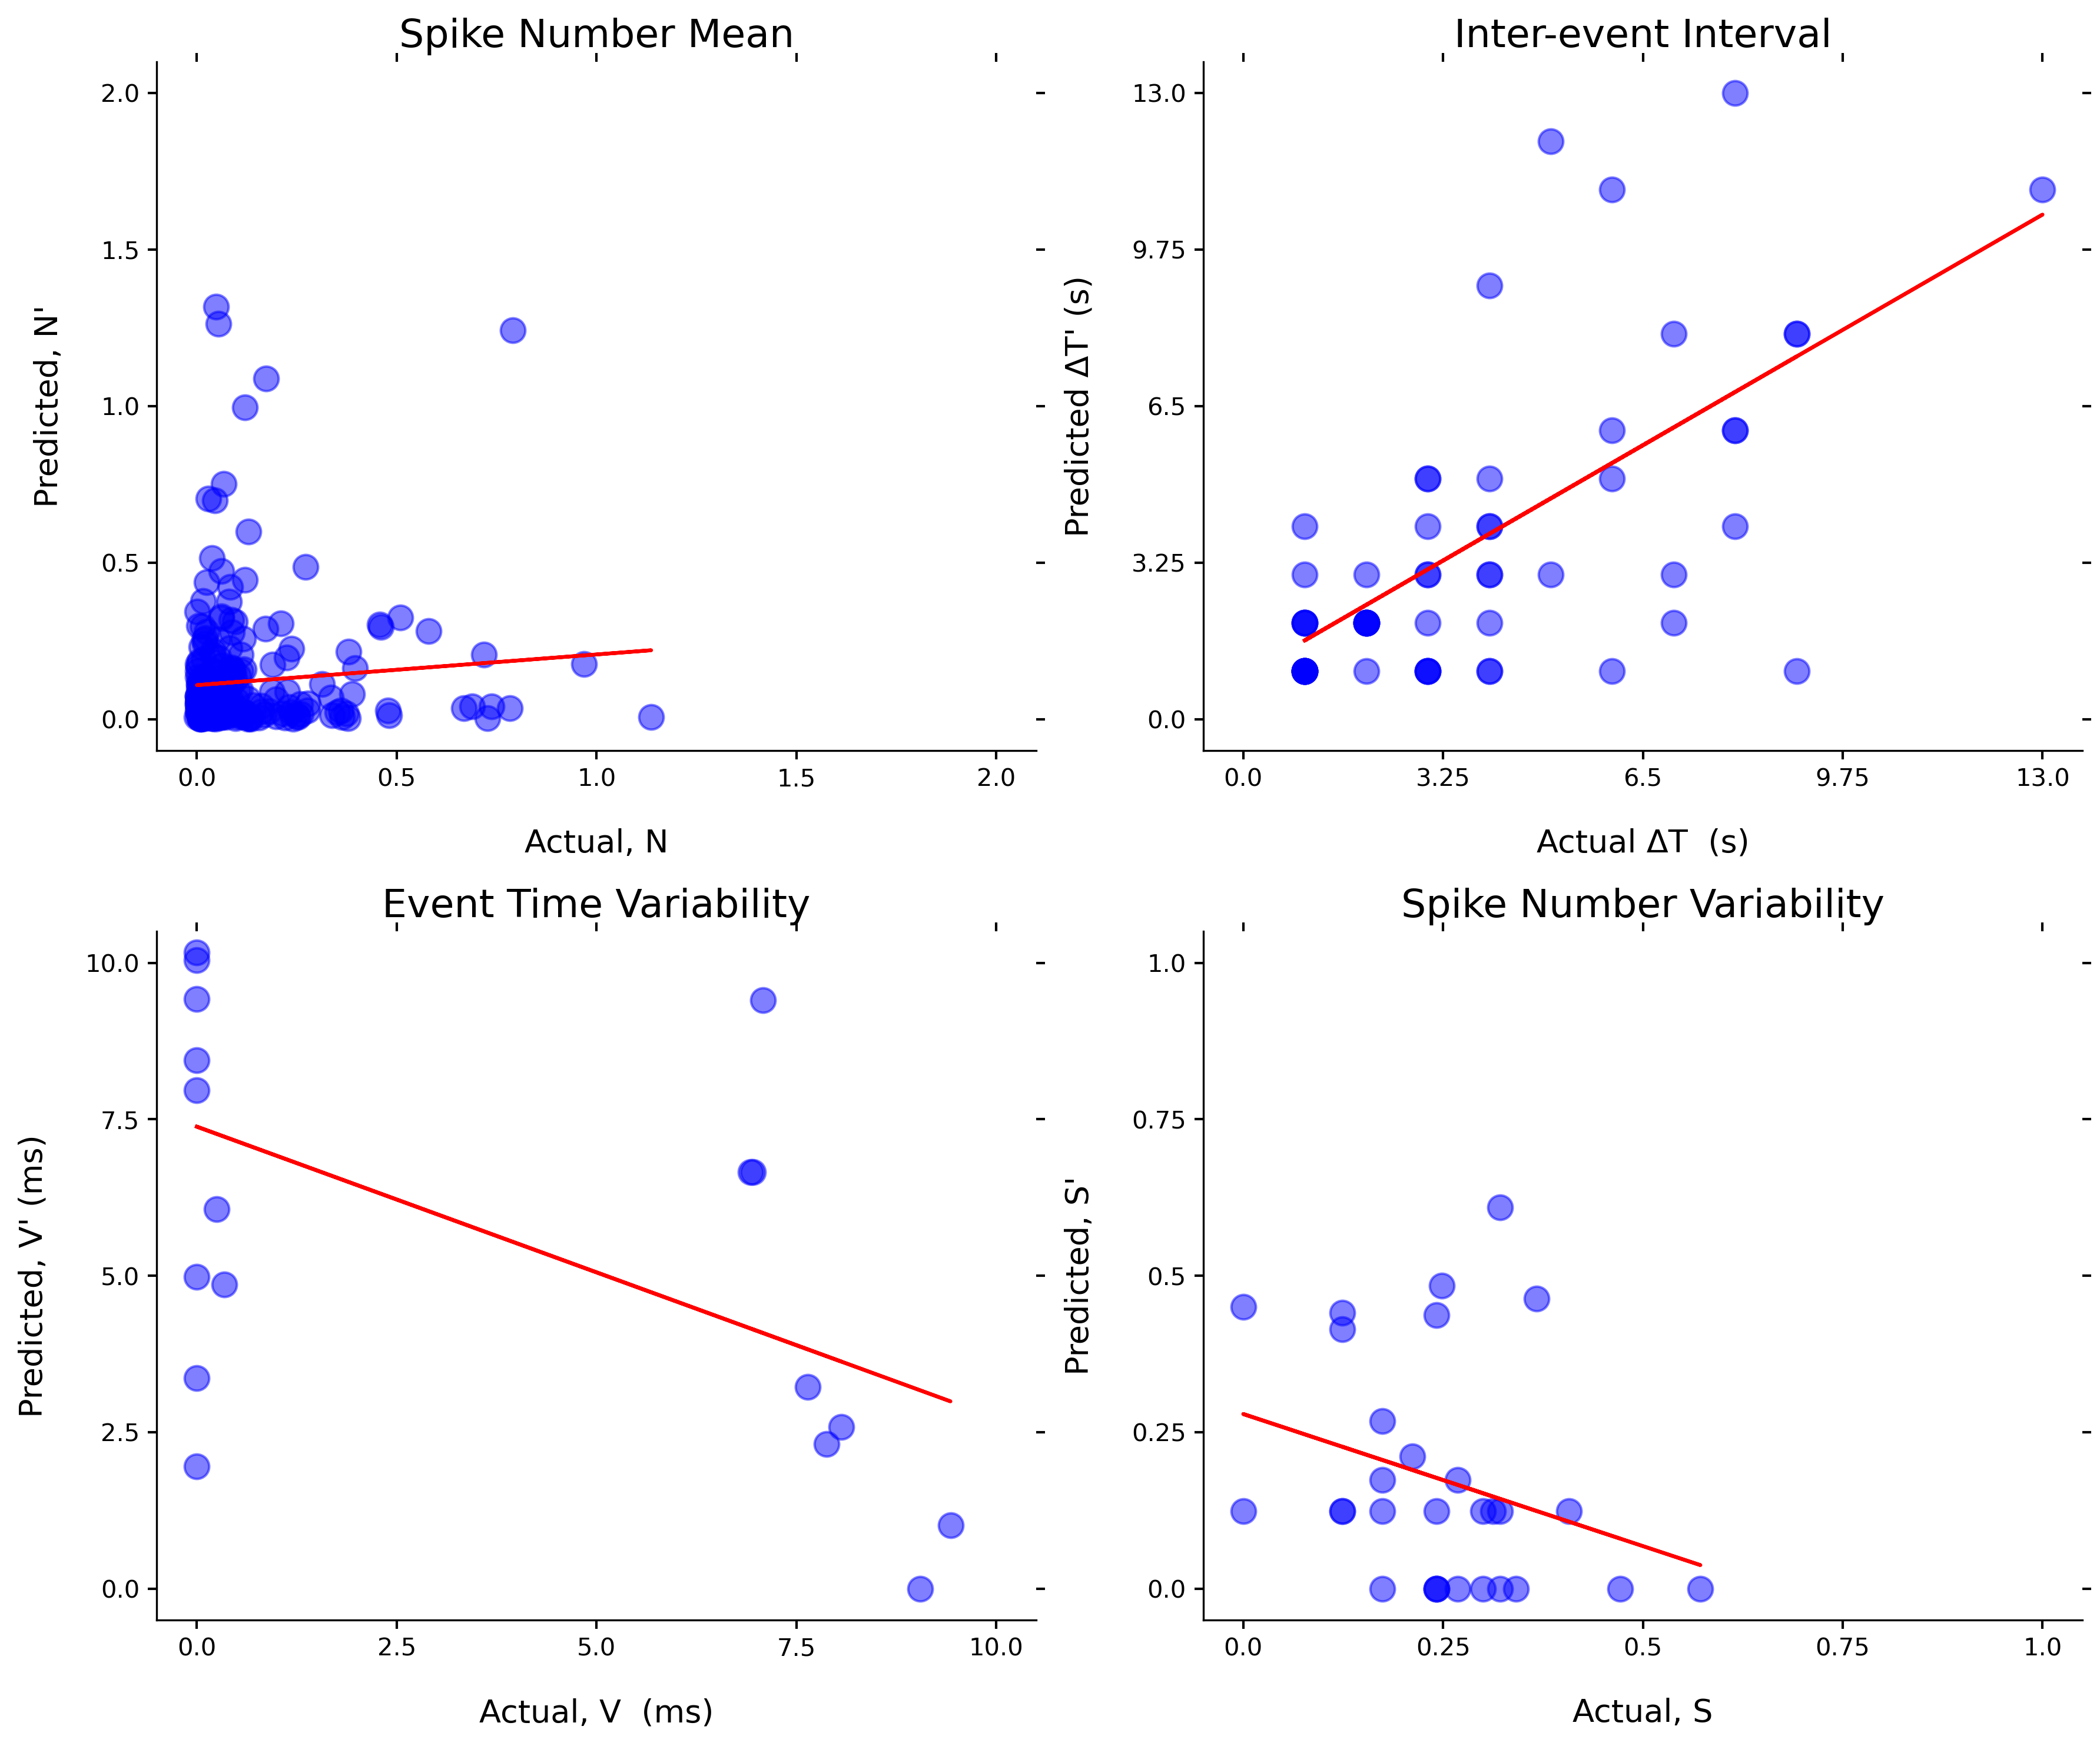 Spike Number Mean
2.0
1.5
1.0
0.5
0.0
Predicted, N'
0.0 0.5 1.0 1.5 2.0
Actual, N
Inter-event Interval
13.0
9.75
6.5
3.25
0.0
Predicted ΔT' (s)
0.0 3.25 6.5 9.75 13.0
Actual ΔT (s)
Event Time Variability
10.0
7.5
5.0
2.5
0.0
Predicted, V' (ms)
0.0 2.5 5.0 7.5 10.0
Actual, V (ms)
Spike Number Variability
1.0
0.75
0.5
0.25
0.0
Predicted, S'
0.0 0.25 0.5 0.75 1.0
Actual, S